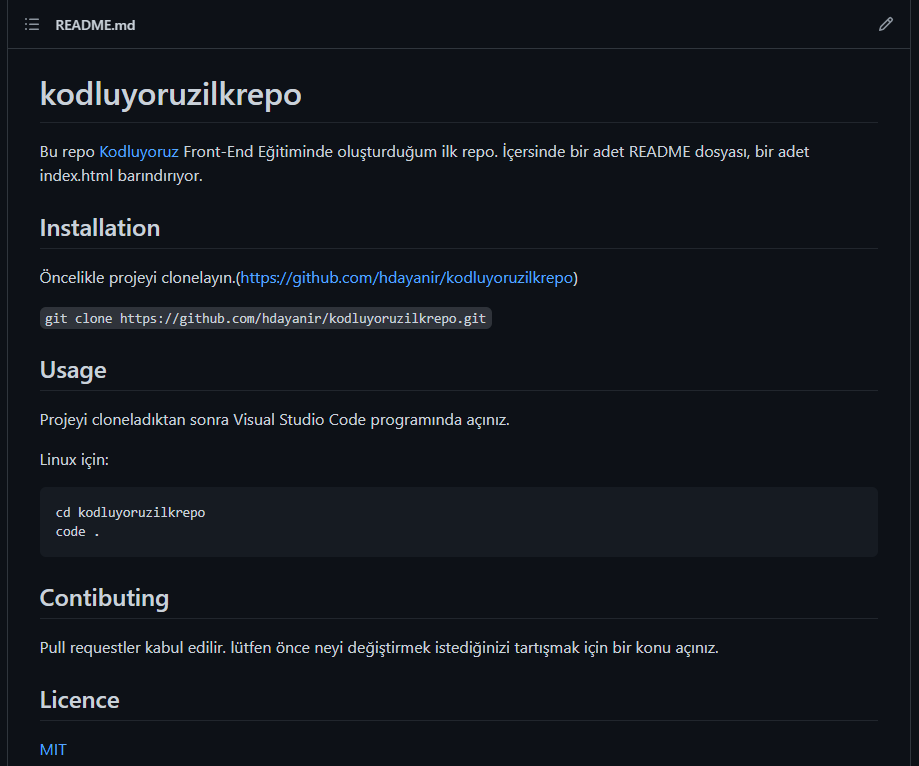 README.md
kodluyoruzilkrepo
Bu repo Kodluyoruz Front-End Eğitiminde oluşturduğum ilk repo. İçersinde bir adet README dosyası, bir adet
index.html barındırıyor.
Installation
Öncelikle projeyi clonelayın.(https://github.com/hdayanir/kodluyoruzilkrepo)
git clone https://github.com/hdayanir/kodluyoruzilkrepo.git
Usage
Projeyi cloneladıktan sonra Visual Studio Code programında açınız.
Linux için:
cd kodluyoruzilkrepo
code .
Contibuting
Pull requestler kabul edilir. lütfen önce neyi değiştirmek istediğinizi tartışmak için bir konu açınız.
Licence
MIT